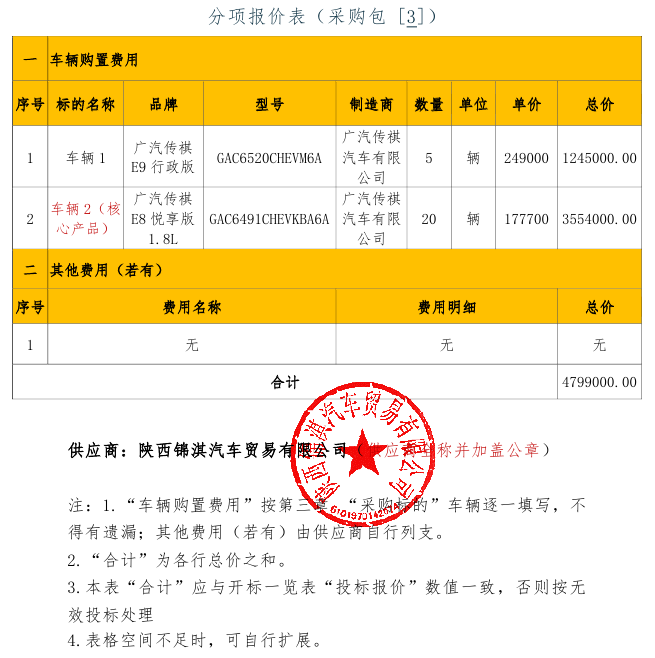 分项报价表（采购包 [3]）
一 车辆购置费用
序号 标的名称 品牌 型号 制造商 数量 单位 单价 总价
1 车辆 1 广汽传祺 E9 行政版 GAC6520CHEVM6A 广汽传祺汽车有限公司 5 辆 249000 1245000.00
2 车辆 2（核心产品） 广汽传祺 E8 悦享版 1.8L GAC6491CHEVKBA6A 广汽传祺汽车有限公司 20 辆 177700 3554000.00
二 其他费用（若有）
序号 费用名称 费用明细 总价
1 无 无 无
合计 4799000.00
供应商：陕西锦淇汽车贸易有限公司（供应商全称并加盖公章）
陕西锦淇汽车贸易有限公司
注：1.“车辆购置费用”按第三章“采购标的”车辆逐一填写，不
得有遗漏；其他费用（若有）由供应商自行列支。
2.“合计”为各行总价之和。
3.本表“合计”应与开标一览表“投标报价”数值一致，否则按无
效投标处理
4.表格空间不足时，可自行扩展。